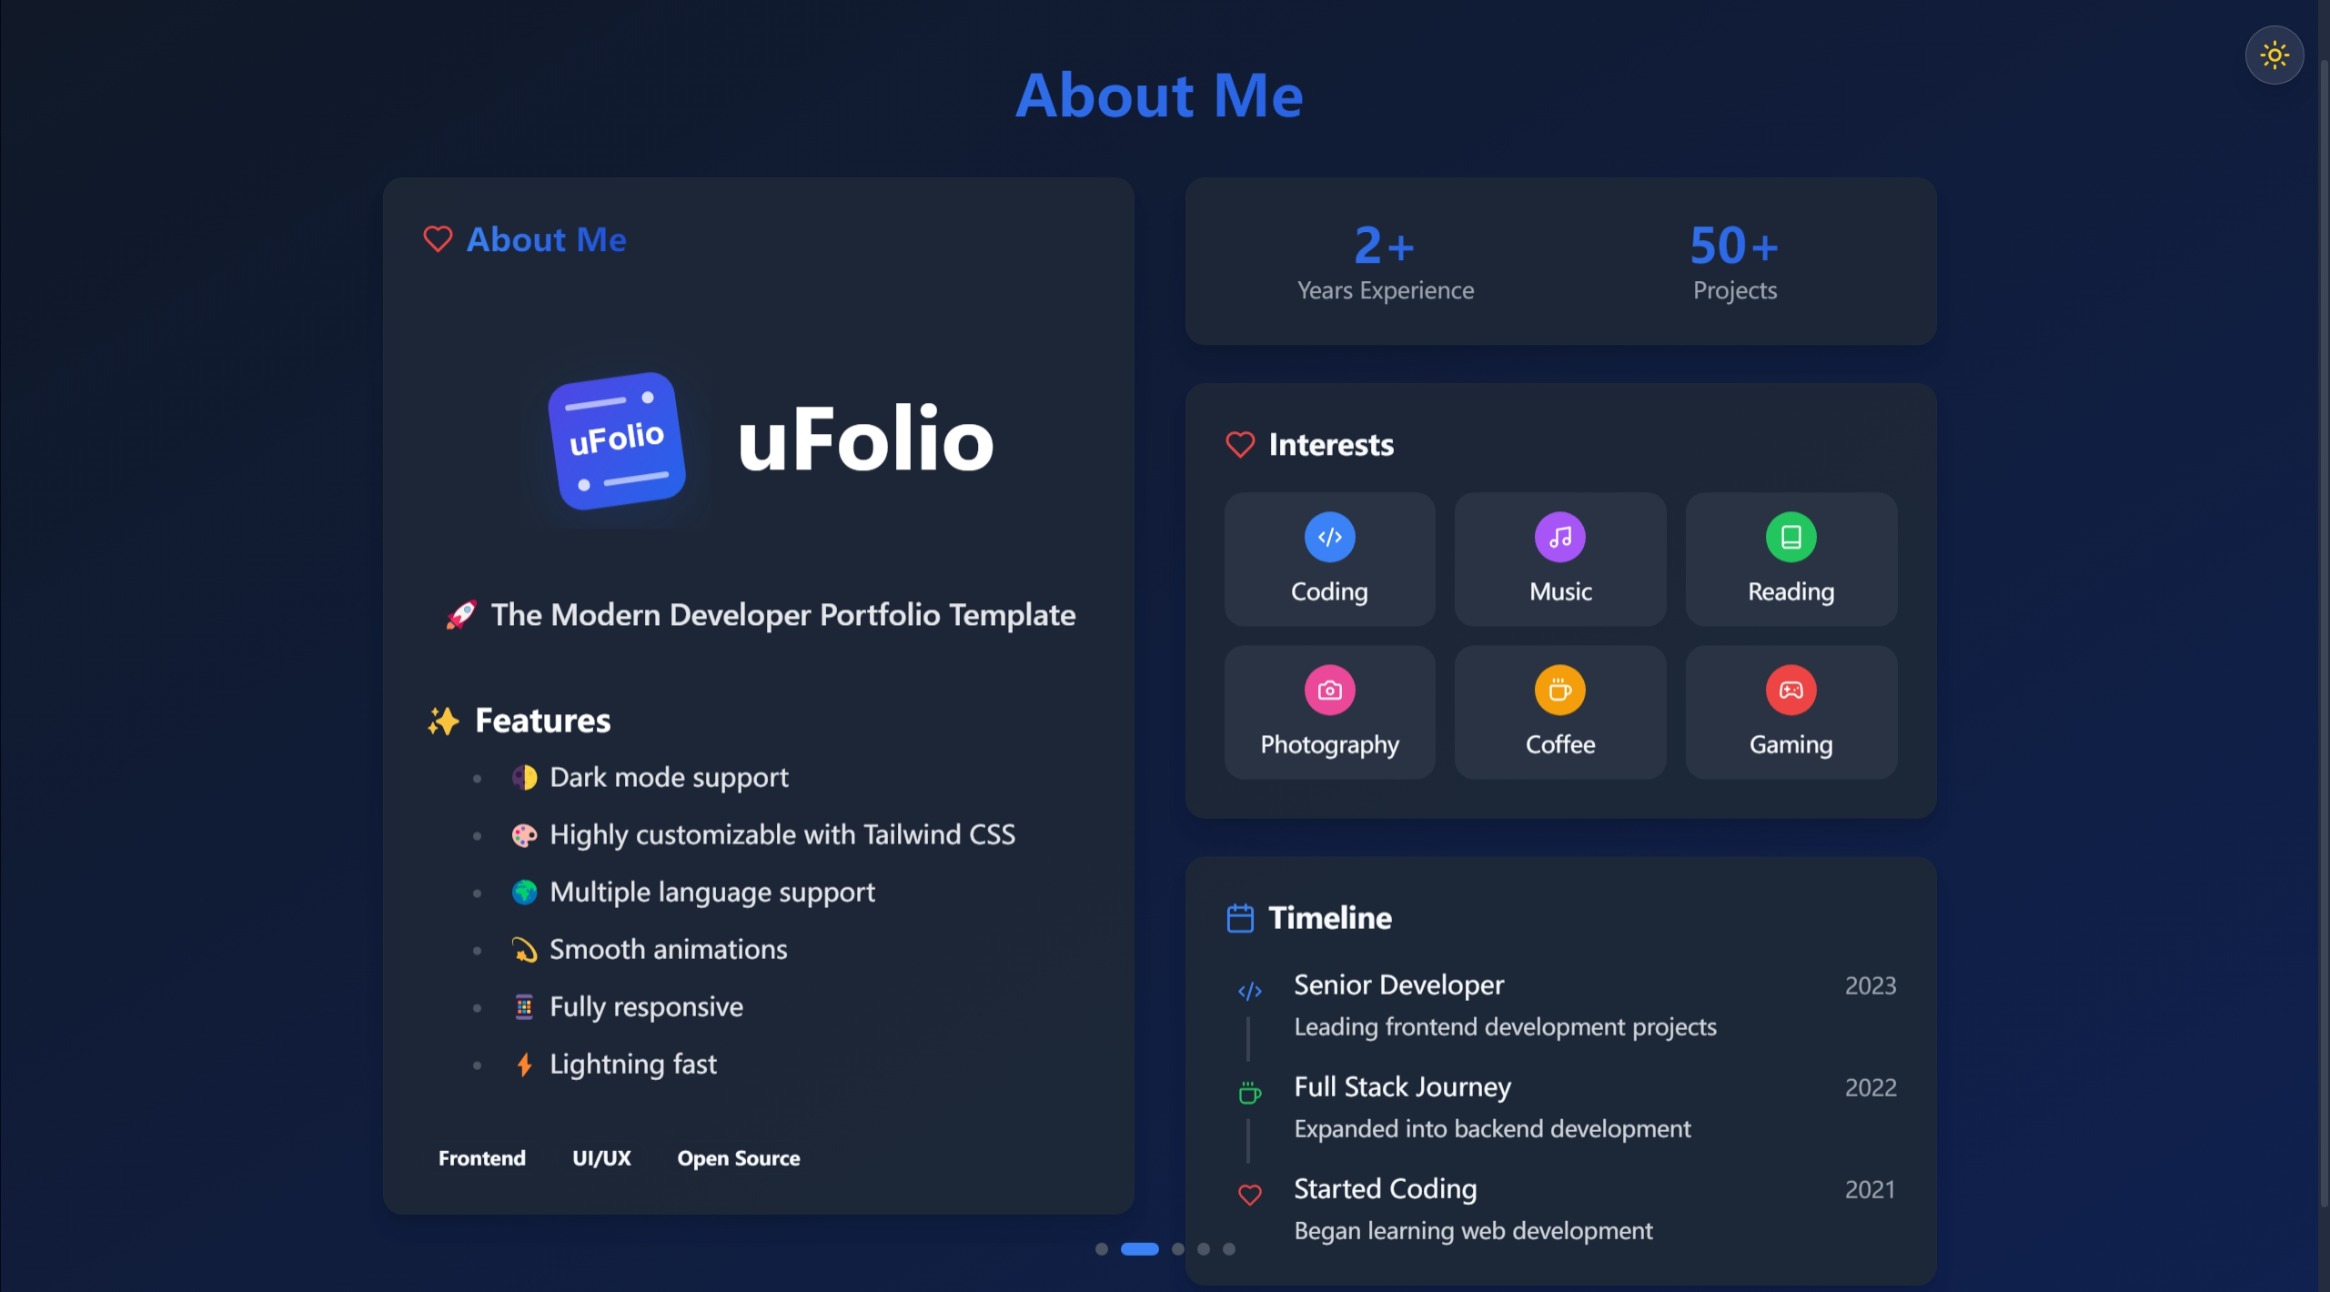 About Me
About Me
uFolio
uFolio
🚀 The Modern Developer Portfolio Template
✨ Features
🌓 Dark mode support
🎨 Highly customizable with Tailwind CSS
🌍 Multiple language support
💫 Smooth animations
📱 Fully responsive
⚡ Lightning fast
Frontend UI/UX Open Source
2+ 50+
Years Experience Projects
Interests
Coding Music Reading
Photography Coffee Gaming
Timeline
Senior Developer 2023
Leading frontend development projects
Full Stack Journey 2022
Expanded into backend development
Started Coding 2021
Began learning web development